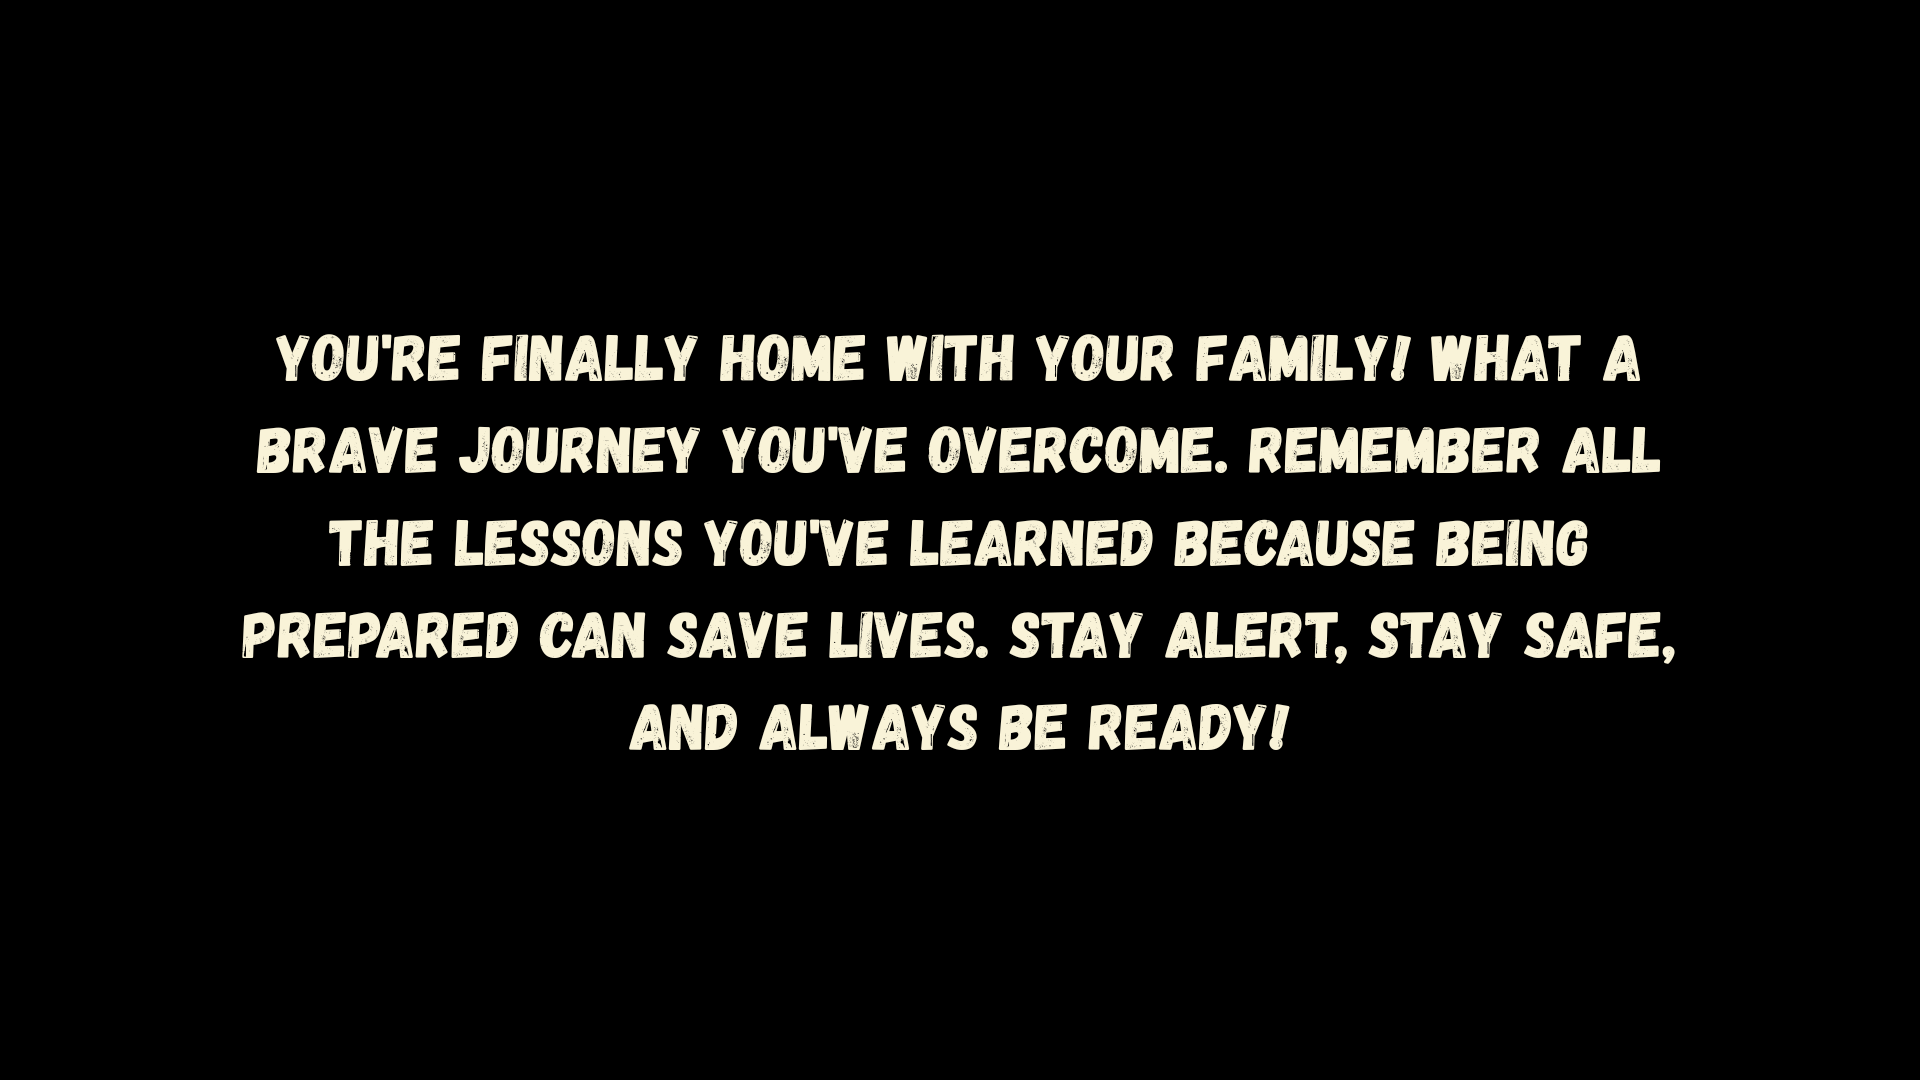 YOU'RE FINALLY HOME WITH YOUR FAMILY! WHAT A
BRAVE JOURNEY YOU'VE OVERCOME. REMEMBER ALL
THE LESSONS YOU'VE LEARNED BECAUSE BEING
PREPARED CAN SAVE LIVES. STAY ALERT, STAY SAFE,
AND ALWAYS BE READY!